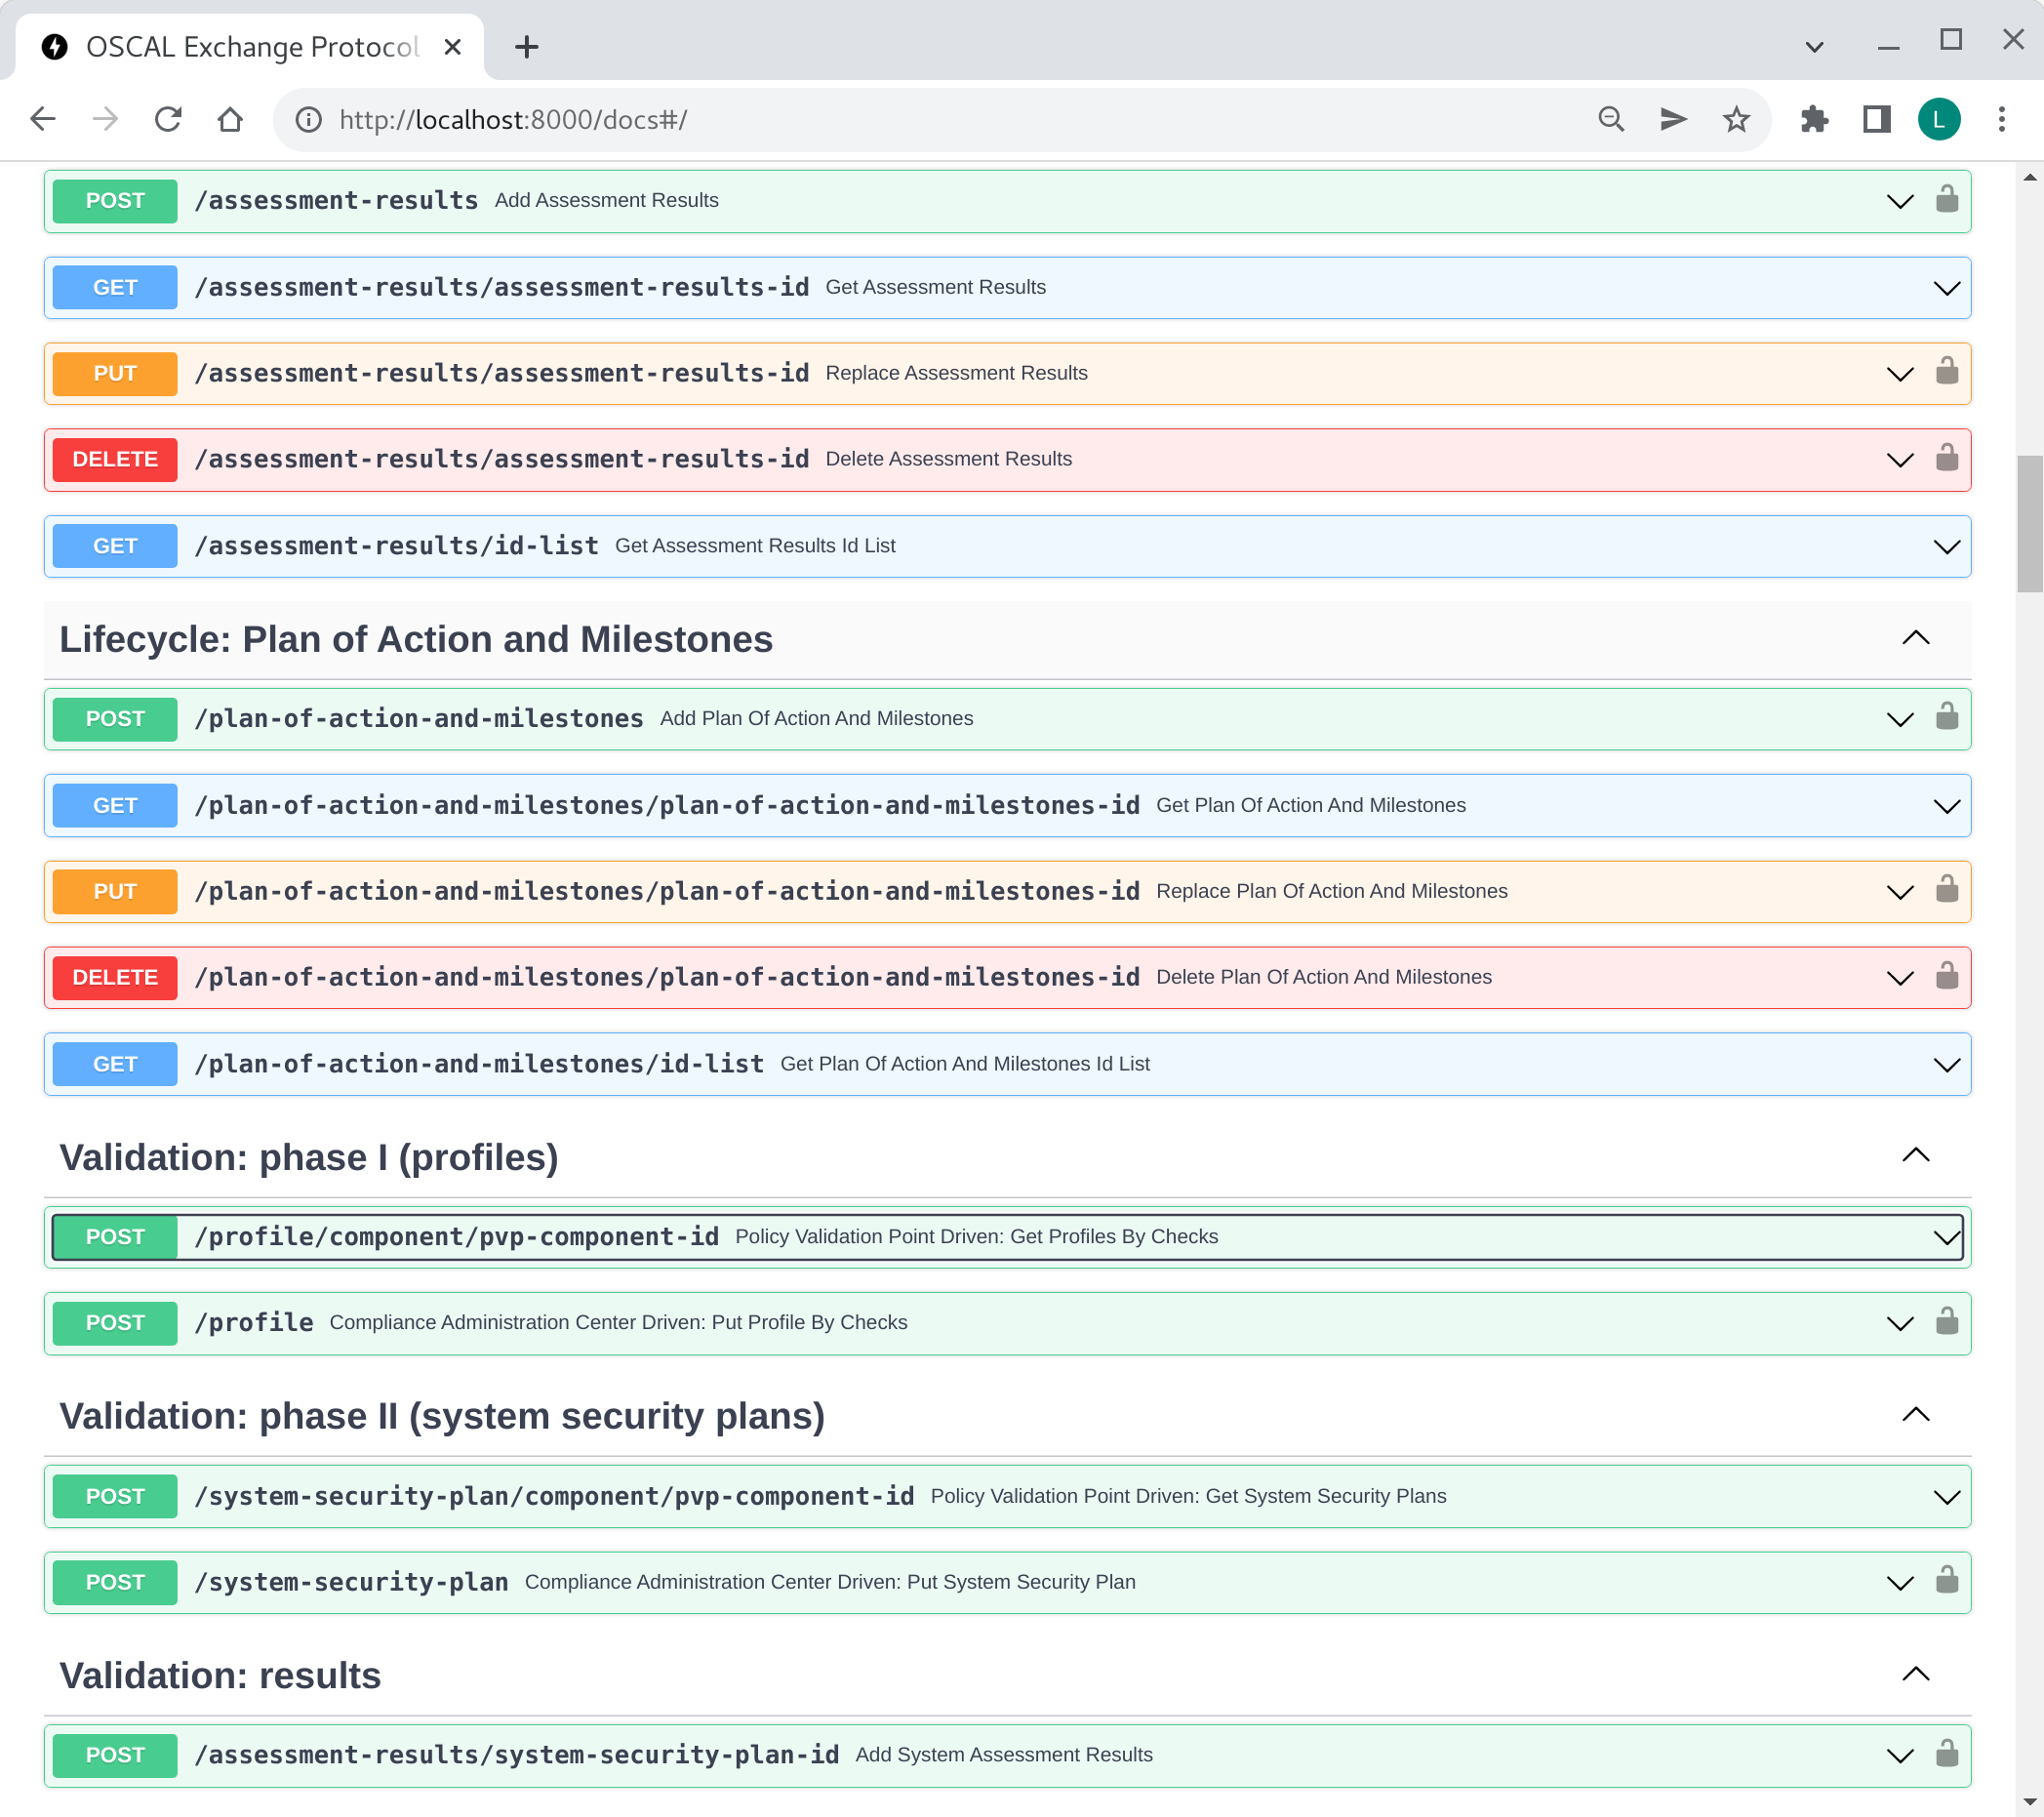 OSCAL Exchange Protocol
http://localhost:8000/docs#/
L
POST /assessment-results Add Assessment Results
GET /assessment-results/assessment-results-id Get Assessment Results
PUT /assessment-results/assessment-results-id Replace Assessment Results
DELETE /assessment-results/assessment-results-id Delete Assessment Results
GET /assessment-results/id-list Get Assessment Results Id List
Lifecycle: Plan of Action and Milestones
POST /plan-of-action-and-milestones Add Plan Of Action And Milestones
GET /plan-of-action-and-milestones/plan-of-action-and-milestones-id Get Plan Of Action And Milestones
PUT /plan-of-action-and-milestones/plan-of-action-and-milestones-id Replace Plan Of Action And Milestones
DELETE /plan-of-action-and-milestones/plan-of-action-and-milestones-id Delete Plan Of Action And Milestones
GET /plan-of-action-and-milestones/id-list Get Plan Of Action And Milestones Id List
Validation: phase I (profiles)
POST /profile/component/pvp-component-id Policy Validation Point Driven: Get Profiles By Checks
POST /profile Compliance Administration Center Driven: Put Profile By Checks
Validation: phase II (system security plans)
POST /system-security-plan/component/pvp-component-id Policy Validation Point Driven: Get System Security Plans
POST /system-security-plan Compliance Administration Center Driven: Put System Security Plan
Validation: results
POST /assessment-results/system-security-plan-id Add System Assessment Results